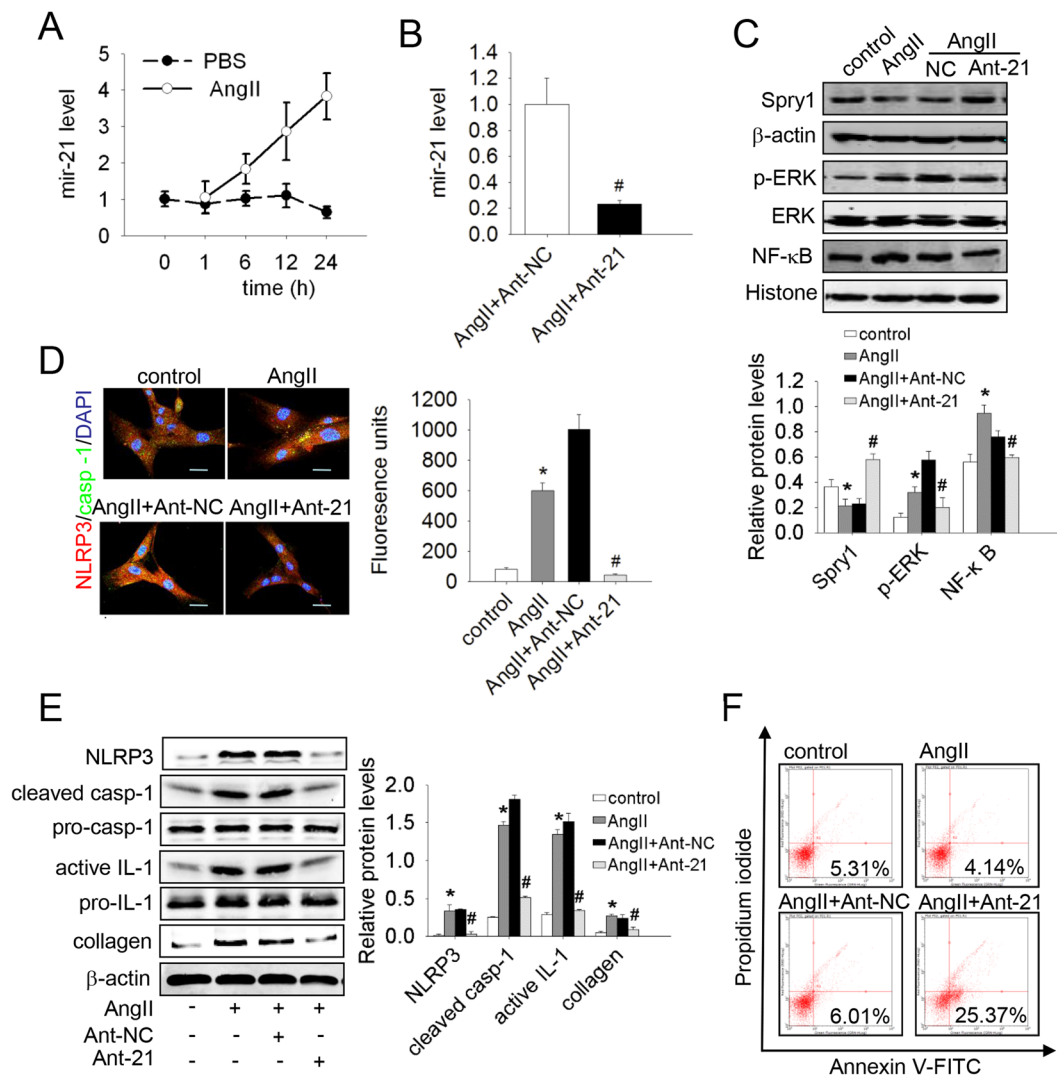 A
mir-21 level
5
4
3
2
1
0
PBS
AngII
0 1 6 12 24
time (h)
B
mir-21 level
1.4
1.2
1.0
0.8
0.6
0.4
0.2
0.0
#
AngII+Ant-NC
AngII+Ant-21
C
control
AngII
AngII
NC Ant-21
Spry1
β-actin
p-ERK
ERK
NF-κB
Histone
control
AngII
AngII+Ant-NC
AngII+Ant-21
Relative protein levels
1.2
0.9
0.6
0.3
0.0
* # * # * #
Spry1
p-ERK
NF-κ B
D
NLRP3/casp -1/DAPI
control AngII
AngII+Ant-NC AngII+Ant-21
Fluoresence units
1200
1000
800
600
400
200
0
* #
control
AngII
AngII+Ant-NC
AngII+Ant-21
E
NLRP3
cleaved casp-1
pro-casp-1
active IL-1
pro-IL-1
collagen
β-actin
AngII - + + +
Ant-NC - - + -
Ant-21 - - - +
Relative protein levels
2.0
1.5
1.0
0.5
0.0
control
AngII
AngII+Ant-NC
AngII+Ant-21
* # * # * # * #
NLRP3
cleaved casp-1
active IL-1
collagen
F
Propidium iodide
control AngII
5.31% 4.14%
AngII+Ant-NC AngII+Ant-21
6.01% 25.37%
Annexin V-FITC